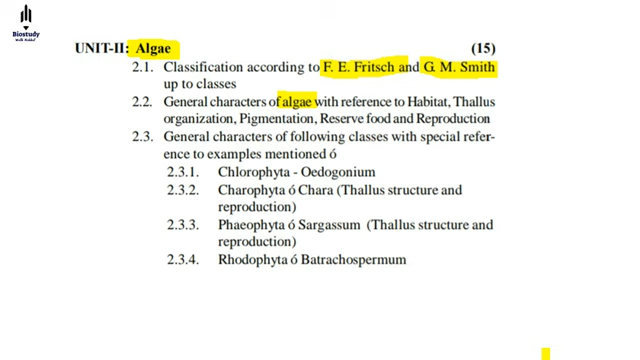 Biostudy
UNIT-II: Algae (15)
2.1. Classification according to F. E. Fritsch and G. M. Smith
up to classes
2.2. General characters of algae with reference to Habitat, Thallus
organization, Pigmentation, Reserve food and Reproduction
2.3. General characters of following classes with special refer-
ence to examples mentioned ó
2.3.1. Chlorophyta - Oedogonium
2.3.2. Charophyta ó Chara (Thallus structure and
reproduction)
2.3.3. Phaeophyta ó Sargassum (Thallus structure and
reproduction)
2.3.4. Rhodophyta ó Batrachospermum